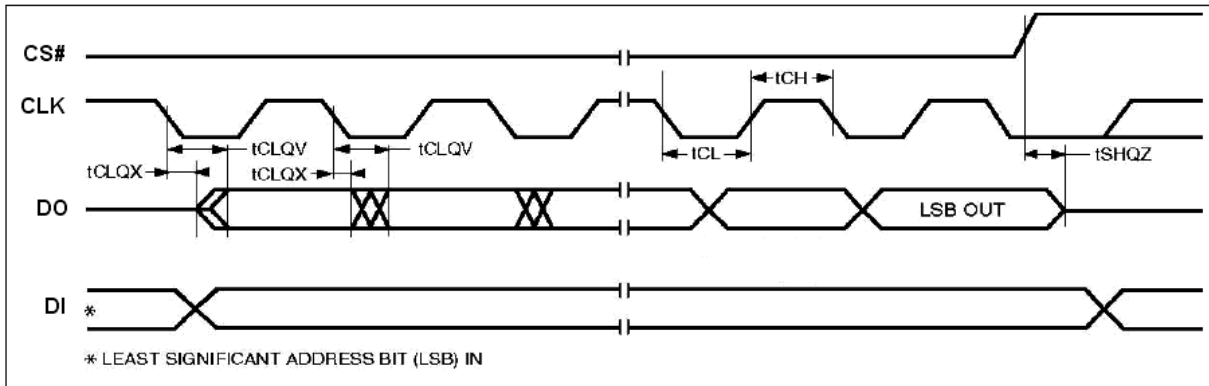 CS#
tCH
CLK
tCLQV
tCLQV
tCL
tSHQZ
tCLQX
tCLQX
DO
LSB OUT
DI
*
* LEAST SIGNIFICANT ADDRESS BIT (LSB) IN